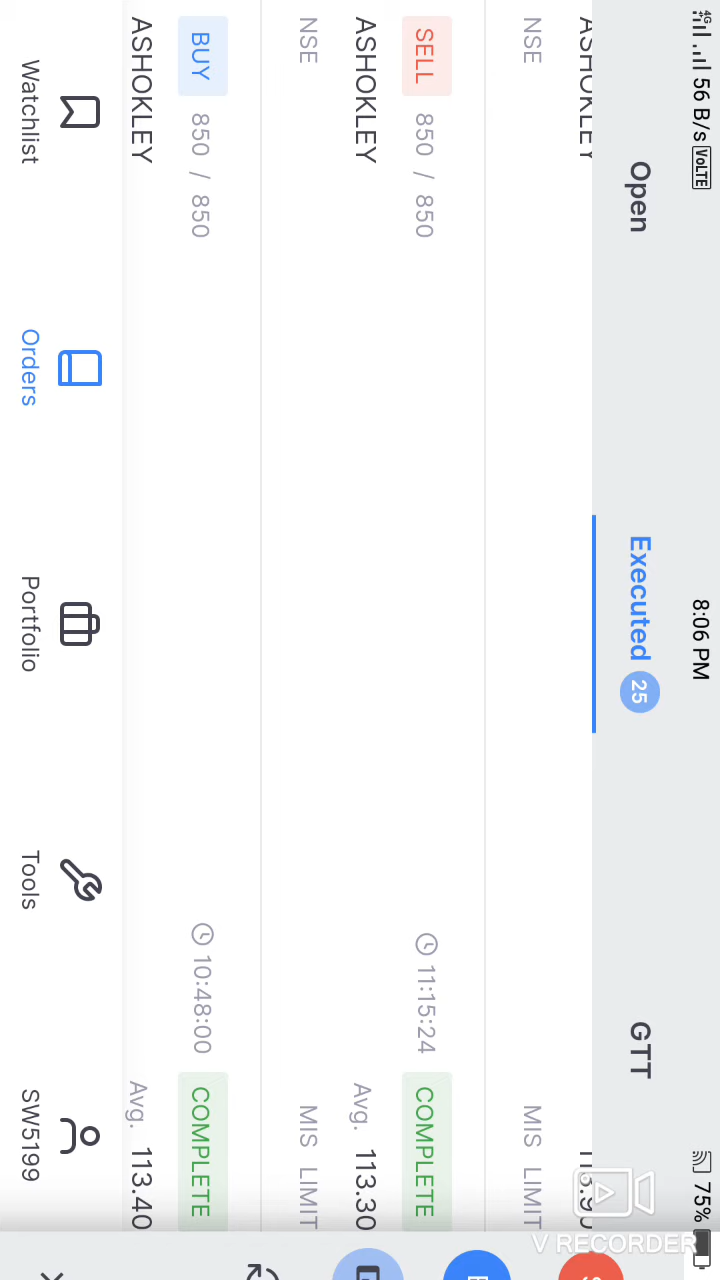 56 B/s VoLTE 8:06 PM 75%
Open Executed 25 GTT
ASHOKLEY
NSE MIS LIMIT
SELL 850 / 850 11:15:24 COMPLETE
ASHOKLEY Avg. 113.30
NSE MIS LIMIT
BUY 850 / 850 10:48:00 COMPLETE
ASHOKLEY Avg. 113.40
Watchlist Orders Portfolio Tools SW5199
V RECORDER